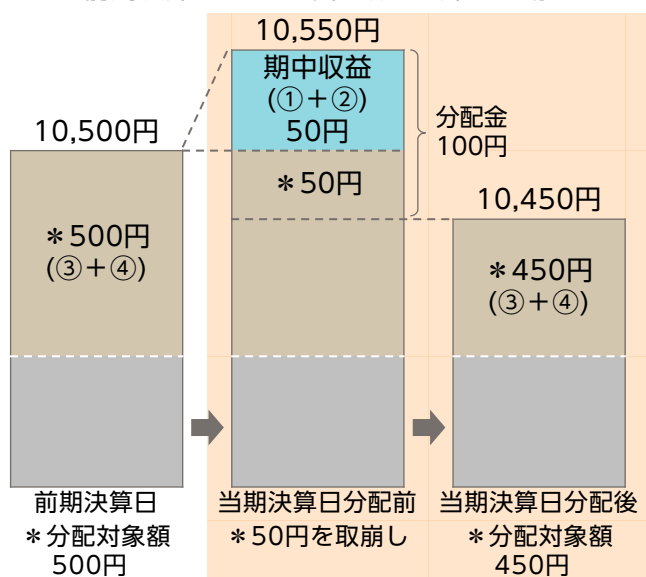 10,500円
＊500円
(③＋④)
前期決算日
＊分配対象額
500円
10,550円
期中収益
(①＋②)
50円
＊50円
分配金
100円
当期決算日分配前
＊50円を取崩し
10,450円
＊450円
(③＋④)
当期決算日分配後
＊分配対象額
450円